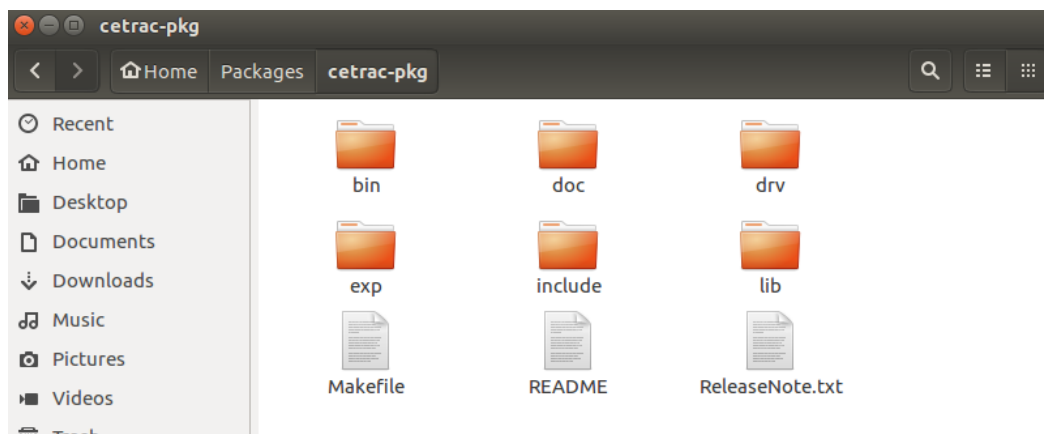 cetrac-pkg
Home Packages cetrac-pkg
Recent
Home
Desktop
Documents
Downloads
Music
Pictures
Videos
Trash
bin doc drv
exp include lib
Makefile README ReleaseNote.txt